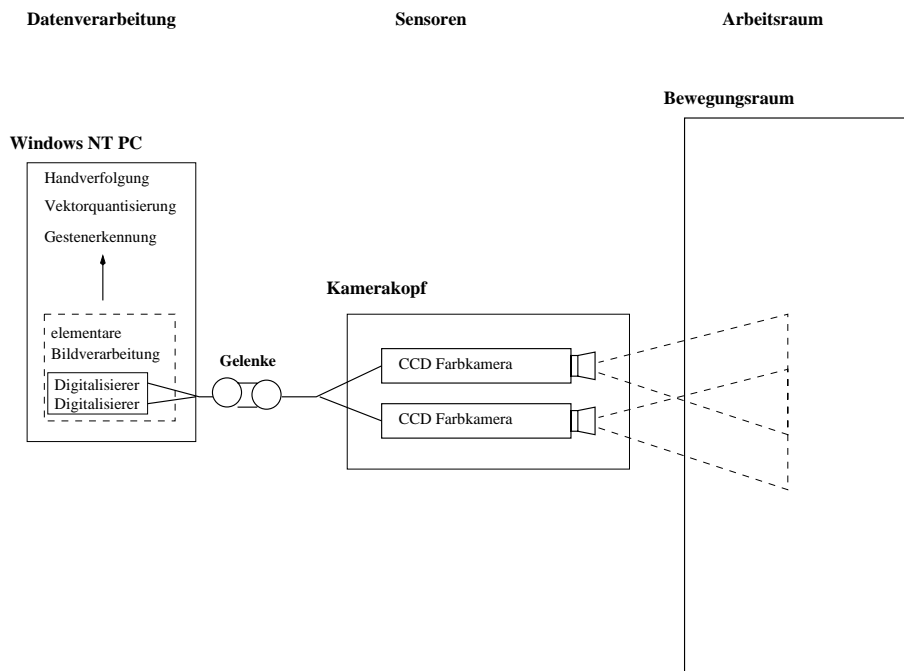 Datenverarbeitung
Sensoren
Arbeitsraum
Bewegungsraum
Windows NT PC
Handverfolgung
Vektorquantisierung
Gestenerkennung
Kamerakopf
elementare
Bildverarbeitung
Gelenke
CCD Farbkamera
Digitalisierer
Digitalisierer
CCD Farbkamera